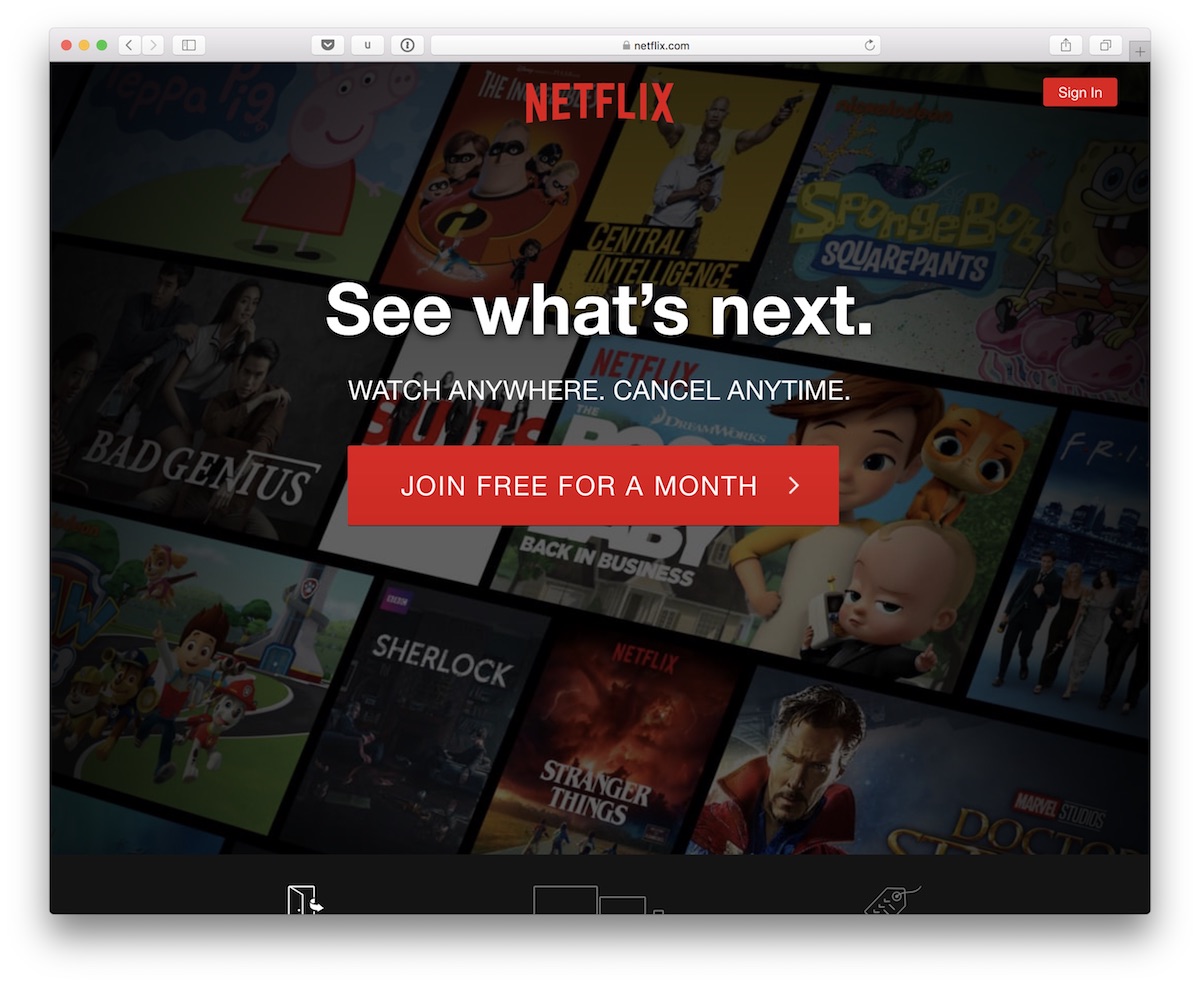 u
netflix.com
Peppa Pig
THE IN
NETFLIX
Sign In
nickelodeon
SPONGEBOB
SQUAREPANTS
CENTRAL
INTELLIGENCE
See what's next.
NETFLIX
WATCH ANYWHERE. CANCEL ANYTIME.
SUITS
THE
DREAMWORKS
FRI
BAD GENIUS
JOIN FREE FOR A MONTH
BABY
BACK IN BUSINESS
BBC
SHERLOCK
NETFLIX
STRANGER
THINGS
MARVEL STUDIOS
DOCTOR